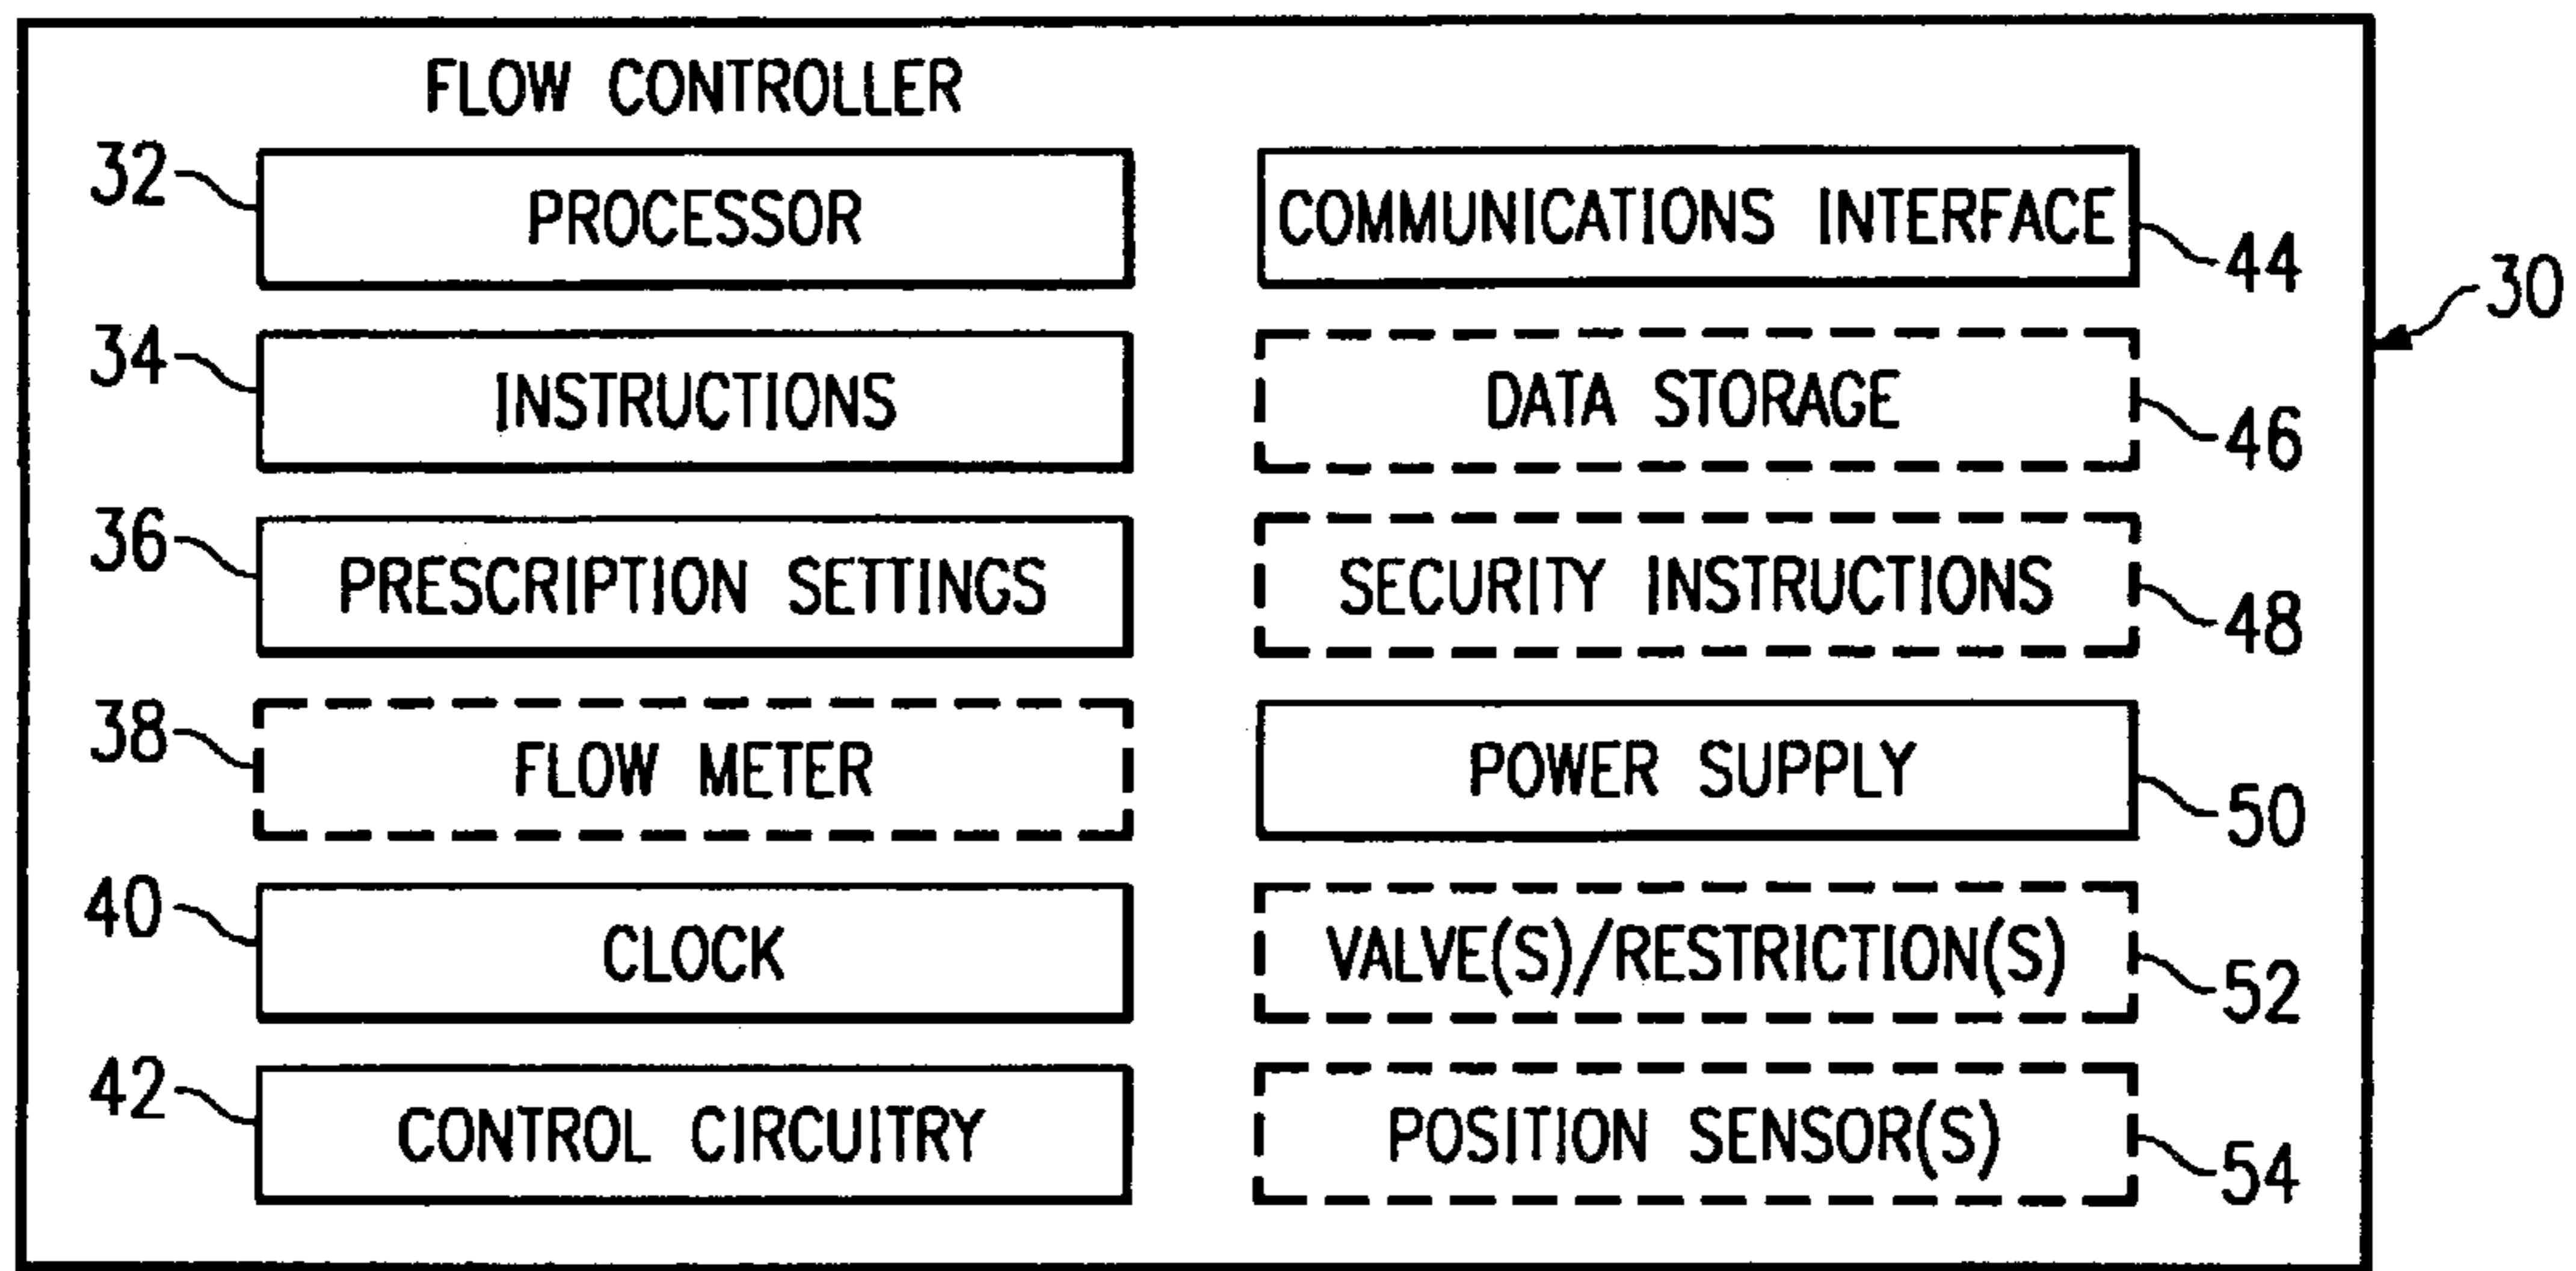 FLOW CONTROLLER
32
PROCESSOR
34
INSTRUCTIONS
36
PRESCRIPTION SETTINGS
38
FLOW METER
40
CLOCK
42
CONTROL CIRCUITRY
COMMUNICATIONS INTERFACE
44
DATA STORAGE
46
SECURITY INSTRUCTIONS
48
POWER SUPPLY
50
VALVE(S)/RESTRICTION(S)
52
POSITION SENSOR(S)
54
30